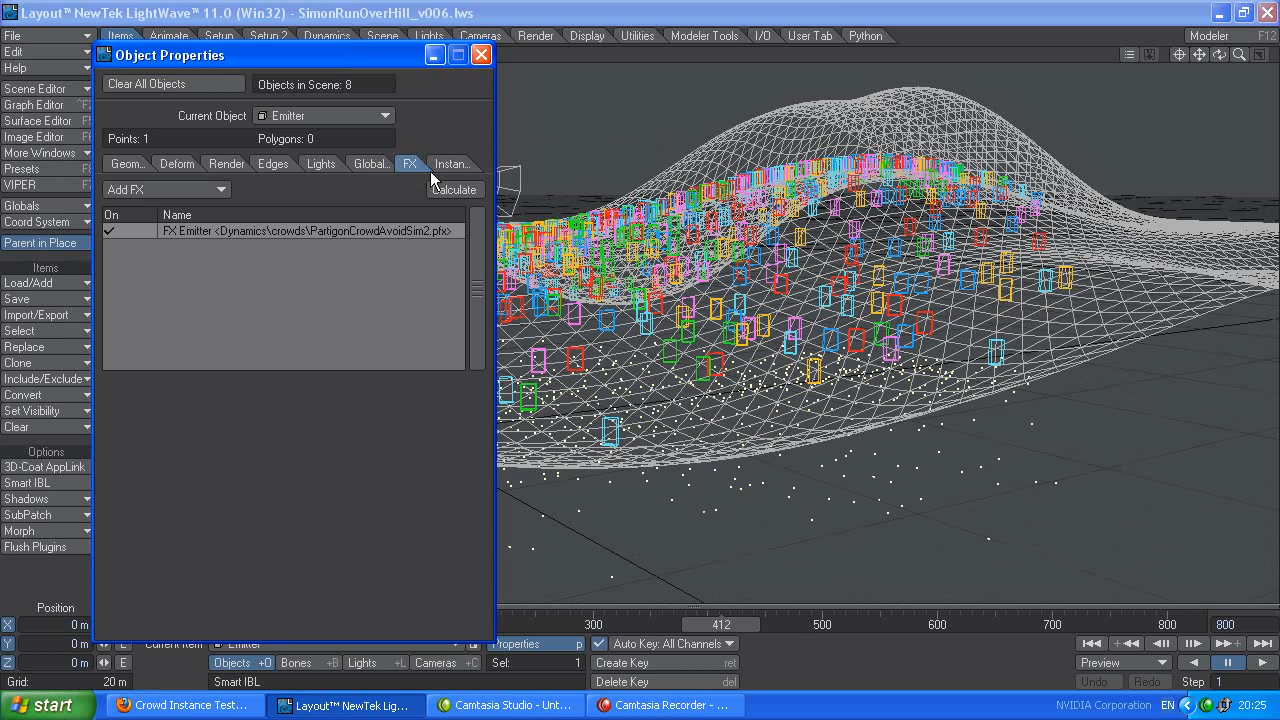 Layout™ NewTek LightWave™ 11.0 (Win32) - SimonRunOverHill_v006.lws
File
Items
Animate
Setup
Setup 2
Dynamics
Scene
Lights
Cameras
Render
Display
Utilities
Modeler Tools
I/O
User Tab
Python
Modeler F12
Edit
Help
Scene Editor
Graph Editor
Surface Editor
Image Editor
More Windows
Presets
VIPER
Globals
Coord System
Parent in Place
Items
Load/Add
Save
Import/Export
Select
Replace
Clone
Include/Exclude
Convert
Set Visibility
Clear
Options
3D-Coat AppLink
Smart IBL
Shadows
SubPatch
Morph
Flush Plugins
Object Properties
Clear All Objects
Objects in Scene: 8
Current Object Emitter
Points: 1
Polygons: 0
Geom...
Deform
Render
Edges
Lights
Global...
FX
Instan...
Add FX
Calculate
On Name
FX Emitter <Dynamics\crowds\PartigonCrowdAvoidSim2.pfx>
Position
X 0 m E
Y 0 m E
Z 0 m E
Grid: 20 m
300
412
500
600
700
800
800
Current Item Emitter
Properties p
Auto Key: All Channels
Objects +O
Bones +B
Lights +L
Cameras +C
Sel: 1
Create Key ret
Smart IBL
Delete Key del
Preview
Undo
Redo
Step 1
start
Crowd Instance Test...
Layout™ NewTek Lig...
Camtasia Studio - Unt...
Camtasia Recorder - ...
NVIDIA Corporation
EN
20:25